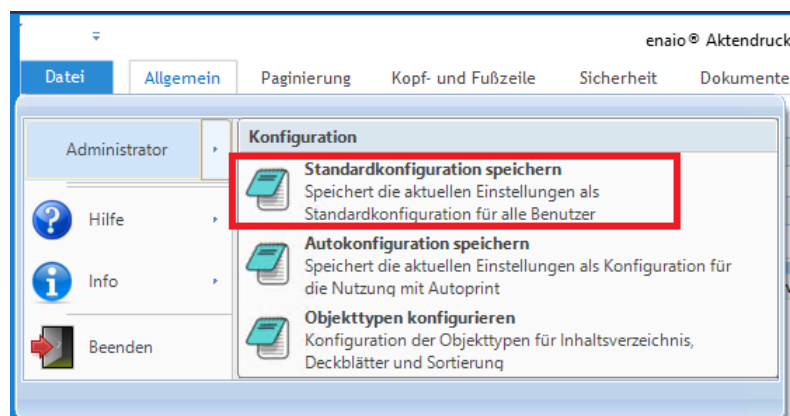 enaio® Aktendruck
Datei Allgemein Paginierung Kopf- und Fußzeile Sicherheit Dokumente
Administrator
Hilfe
Info
Beenden
Konfiguration
Standardkonfiguration speichern
Speichert die aktuellen Einstellungen als
Standardkonfiguration für alle Benutzer
Autokonfiguration speichern
Speichert die aktuellen Einstellungen als Konfiguration für
die Nutzung mit Autoprint
Objekttypen konfigurieren
Konfiguration der Objekttypen für Inhaltsverzeichnis,
Deckblätter und Sortierung